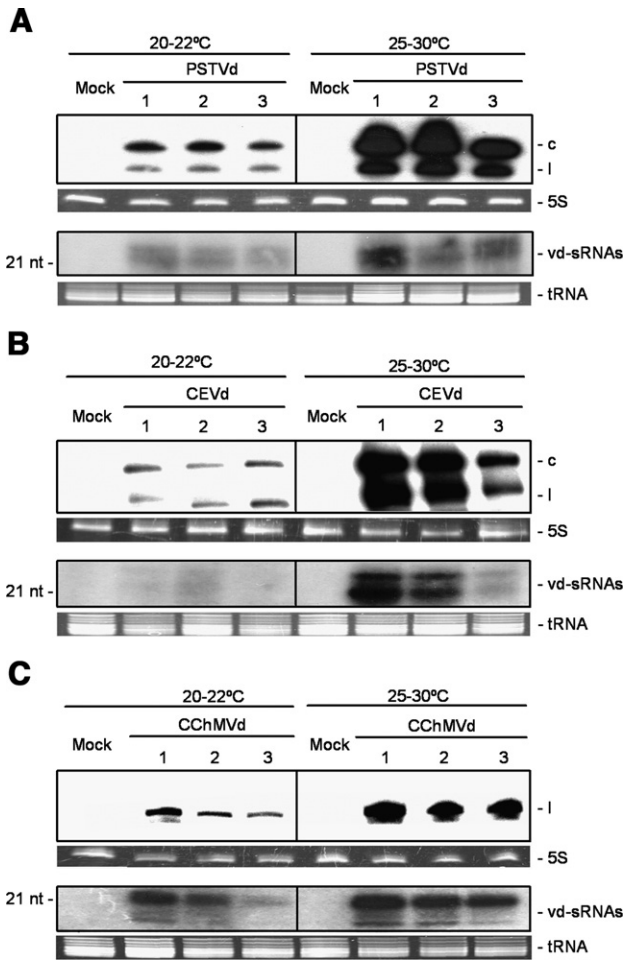 A
20-22ºC 25-30ºC
Mock PSTVd Mock PSTVd
1 2 3 1 2 3
- c
- l
- 5S
21 nt - - vd-sRNAs
- tRNA
B
20-22ºC 25-30ºC
Mock CEVd Mock CEVd
1 2 3 1 2 3
- c
- l
- 5S
21 nt - - vd-sRNAs
- tRNA
C
20-22ºC 25-30ºC
Mock CChMVd Mock CChMVd
1 2 3 1 2 3
- l
- 5S
21 nt - - vd-sRNAs
- tRNA